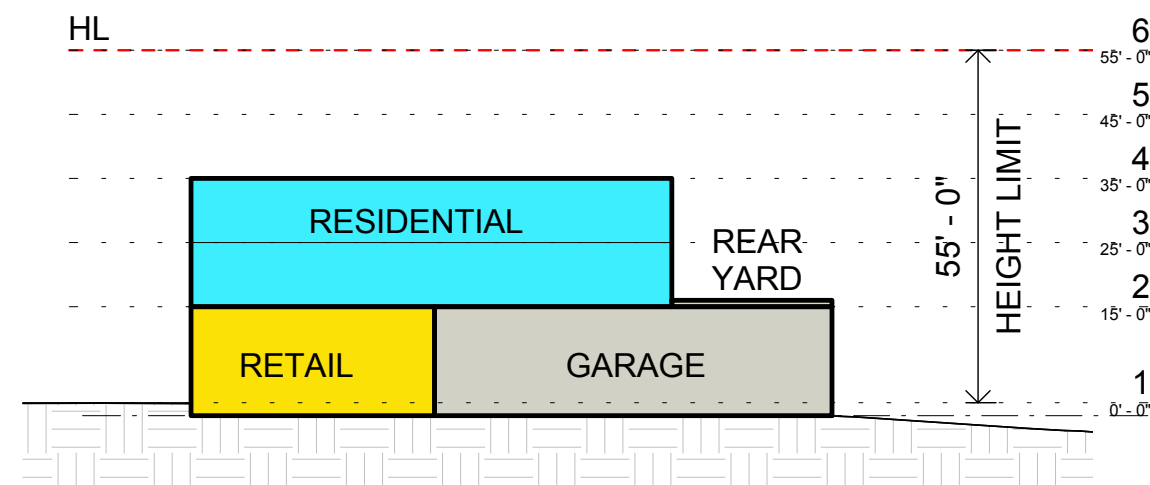 HL
6
55' - 0"
5
45' - 0"
4
35' - 0"
RESIDENTIAL
3
25' - 0"
REAR
YARD
55' - 0"
HEIGHT LIMIT
2
15' - 0"
RETAIL
GARAGE
1
0' - 0"